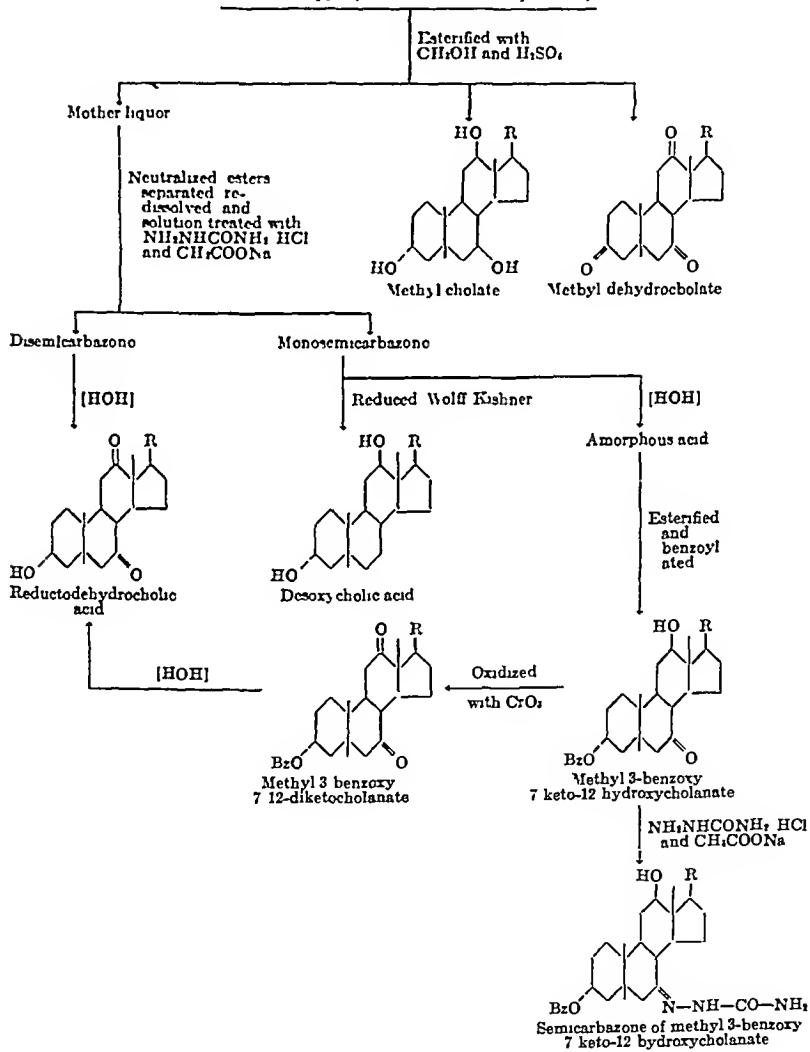 Esterified with
CH₃OH and H₂SO₄
Mother liquor
HO R
O R
Neutralized esters
separated re-
dissolved and
solution treated with
NH₂NHCONH₂ HCl
and CH₃COONa
HO OH
O O
Methyl cholate
Methyl dehydrocholate
Disemicarbazono
Monosemicarbazono
[HOH]
Reduced Wolff Kishner
[HOH]
Amorphous acid
O R
HO R
Esterified
and
benzoyl
ated
HO O
HO
Reductodehydrocholic
acid
Desoxycholic acid
O R
HO R
[HOH]
Oxidized
with CrO₃
BzO O
BzO O
Methyl 3 benzoxy
7 12-diketocholanate
Methyl 3-benzoxy
7 keto-12 hydroxycholanate
NH₂NHCONH₂ HCl
and CH₃COONa
HO R
BzO N—NH—CO—NH₂
Semicarbazone of methyl 3-benzoxy
7 keto-12 hydroxycholanate